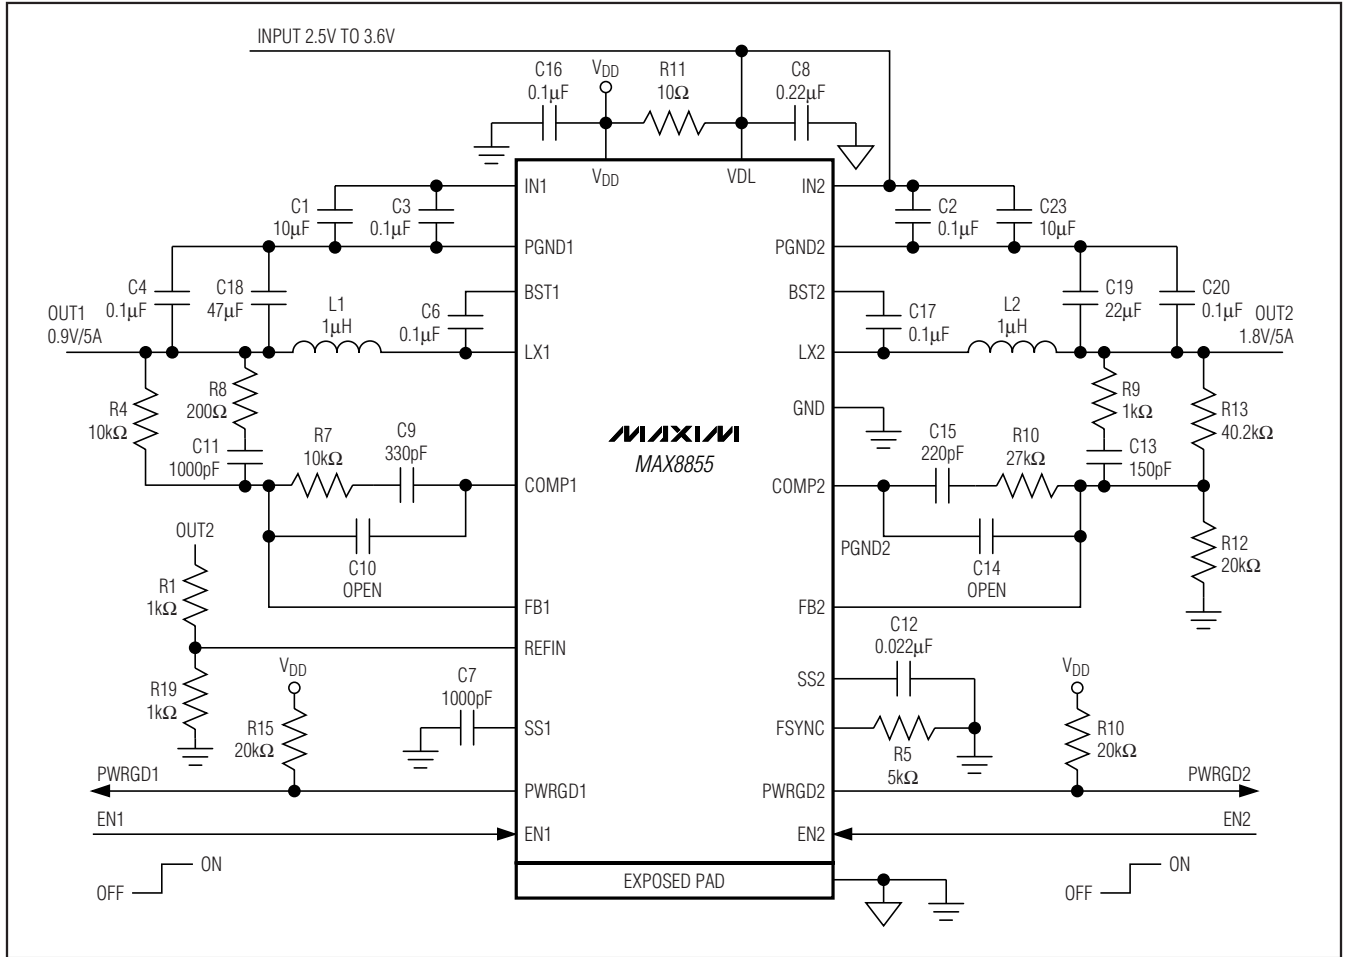 INPUT 2.5V TO 3.6V
C16
0.1µF
VDD
R11
10Ω
C8
0.22µF
VDD
VDL
IN1
IN2
C1
10µF
C3
0.1µF
C2
0.1µF
C23
10µF
PGND1
PGND2
C4
0.1µF
C18
47µF
L1
1µH
C6
0.1µF
BST1
BST2
C17
0.1µF
L2
1µH
C19
22µF
C20
0.1µF
OUT1
0.9V/5A
OUT2
1.8V/5A
LX1
LX2
R4
10kΩ
R8
200Ω
C11
1000pF
R7
10kΩ
C9
330pF
GND
R9
1kΩ
R13
40.2kΩ
C15
220pF
R10
27kΩ
C13
150pF
MAXIM
MAX8855
COMP1
COMP2
OUT2
C10
OPEN
PGND2
C14
OPEN
R12
20kΩ
R1
1kΩ
FB1
FB2
REFIN
C12
0.022µF
R19
1kΩ
VDD
R15
20kΩ
C7
1000pF
SS1
SS2
FSYNC
R5
5kΩ
VDD
R10
20kΩ
PWRGD1
PWRGD1
PWRGD2
PWRGD2
EN1
EN1
EN2
EN2
OFF
ON
EXPOSED PAD
OFF
ON